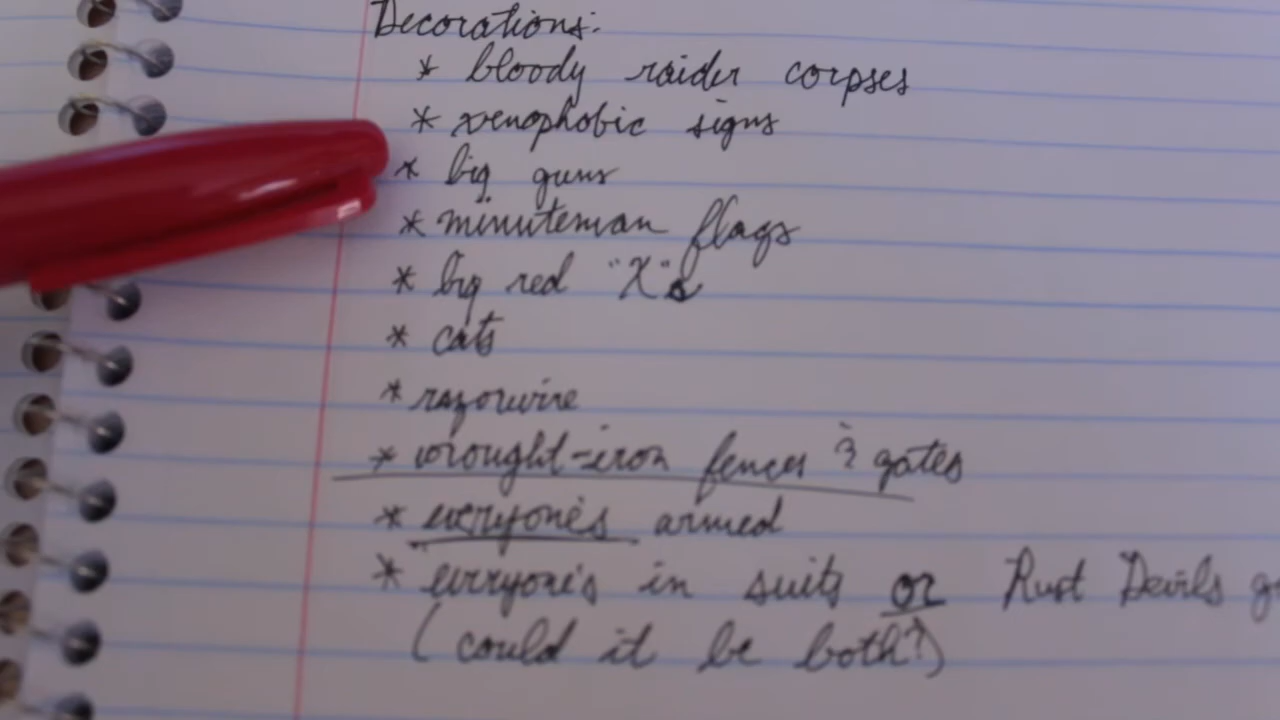 Decorations:
* bloody raider corpses
* xenophobic signs
* big guns
* minuteman flags
* big red "X"s
* cats
* razorwire
* wrought-iron fences & gates
* everyone's armed
* everyone's in suits or Rust Devils
(could it be both?)